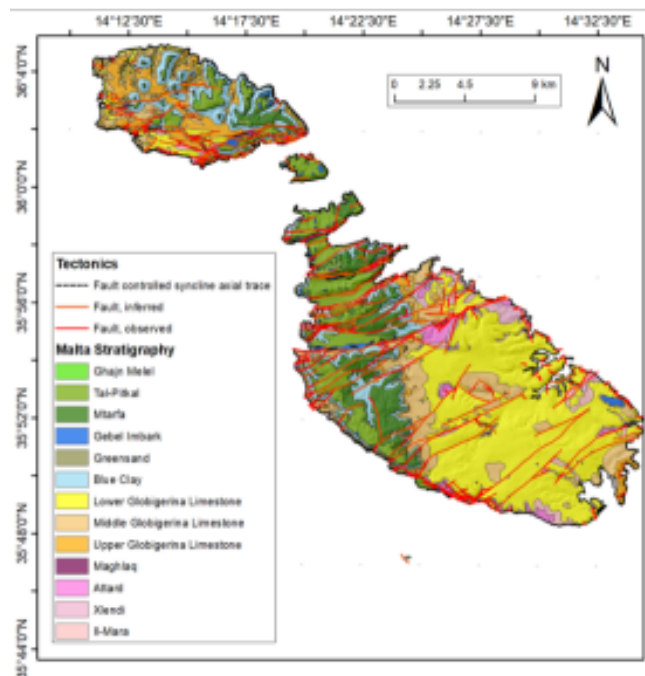 14°12'30"E 14°17'30"E 14°22'30"E 14°27'30"E 14°32'30"E
36°4'0"N
36°0'0"N
35°56'0"N
35°52'0"N
35°48'0"N
35°44'0"N
0 2.25 4.5 9 km
N
Tectonics
Fault controlled syncline axial trace
Fault, inferred
Fault, observed
Malta Stratigraphy
Ghajn Melel
Tal-Pitkal
Mtarfa
Gebel Imbark
Greensand
Blue Clay
Lower Globigerina Limestone
Middle Globigerina Limestone
Upper Globigerina Limestone
Maghlaq
Attard
Xlendi
Il-Mara